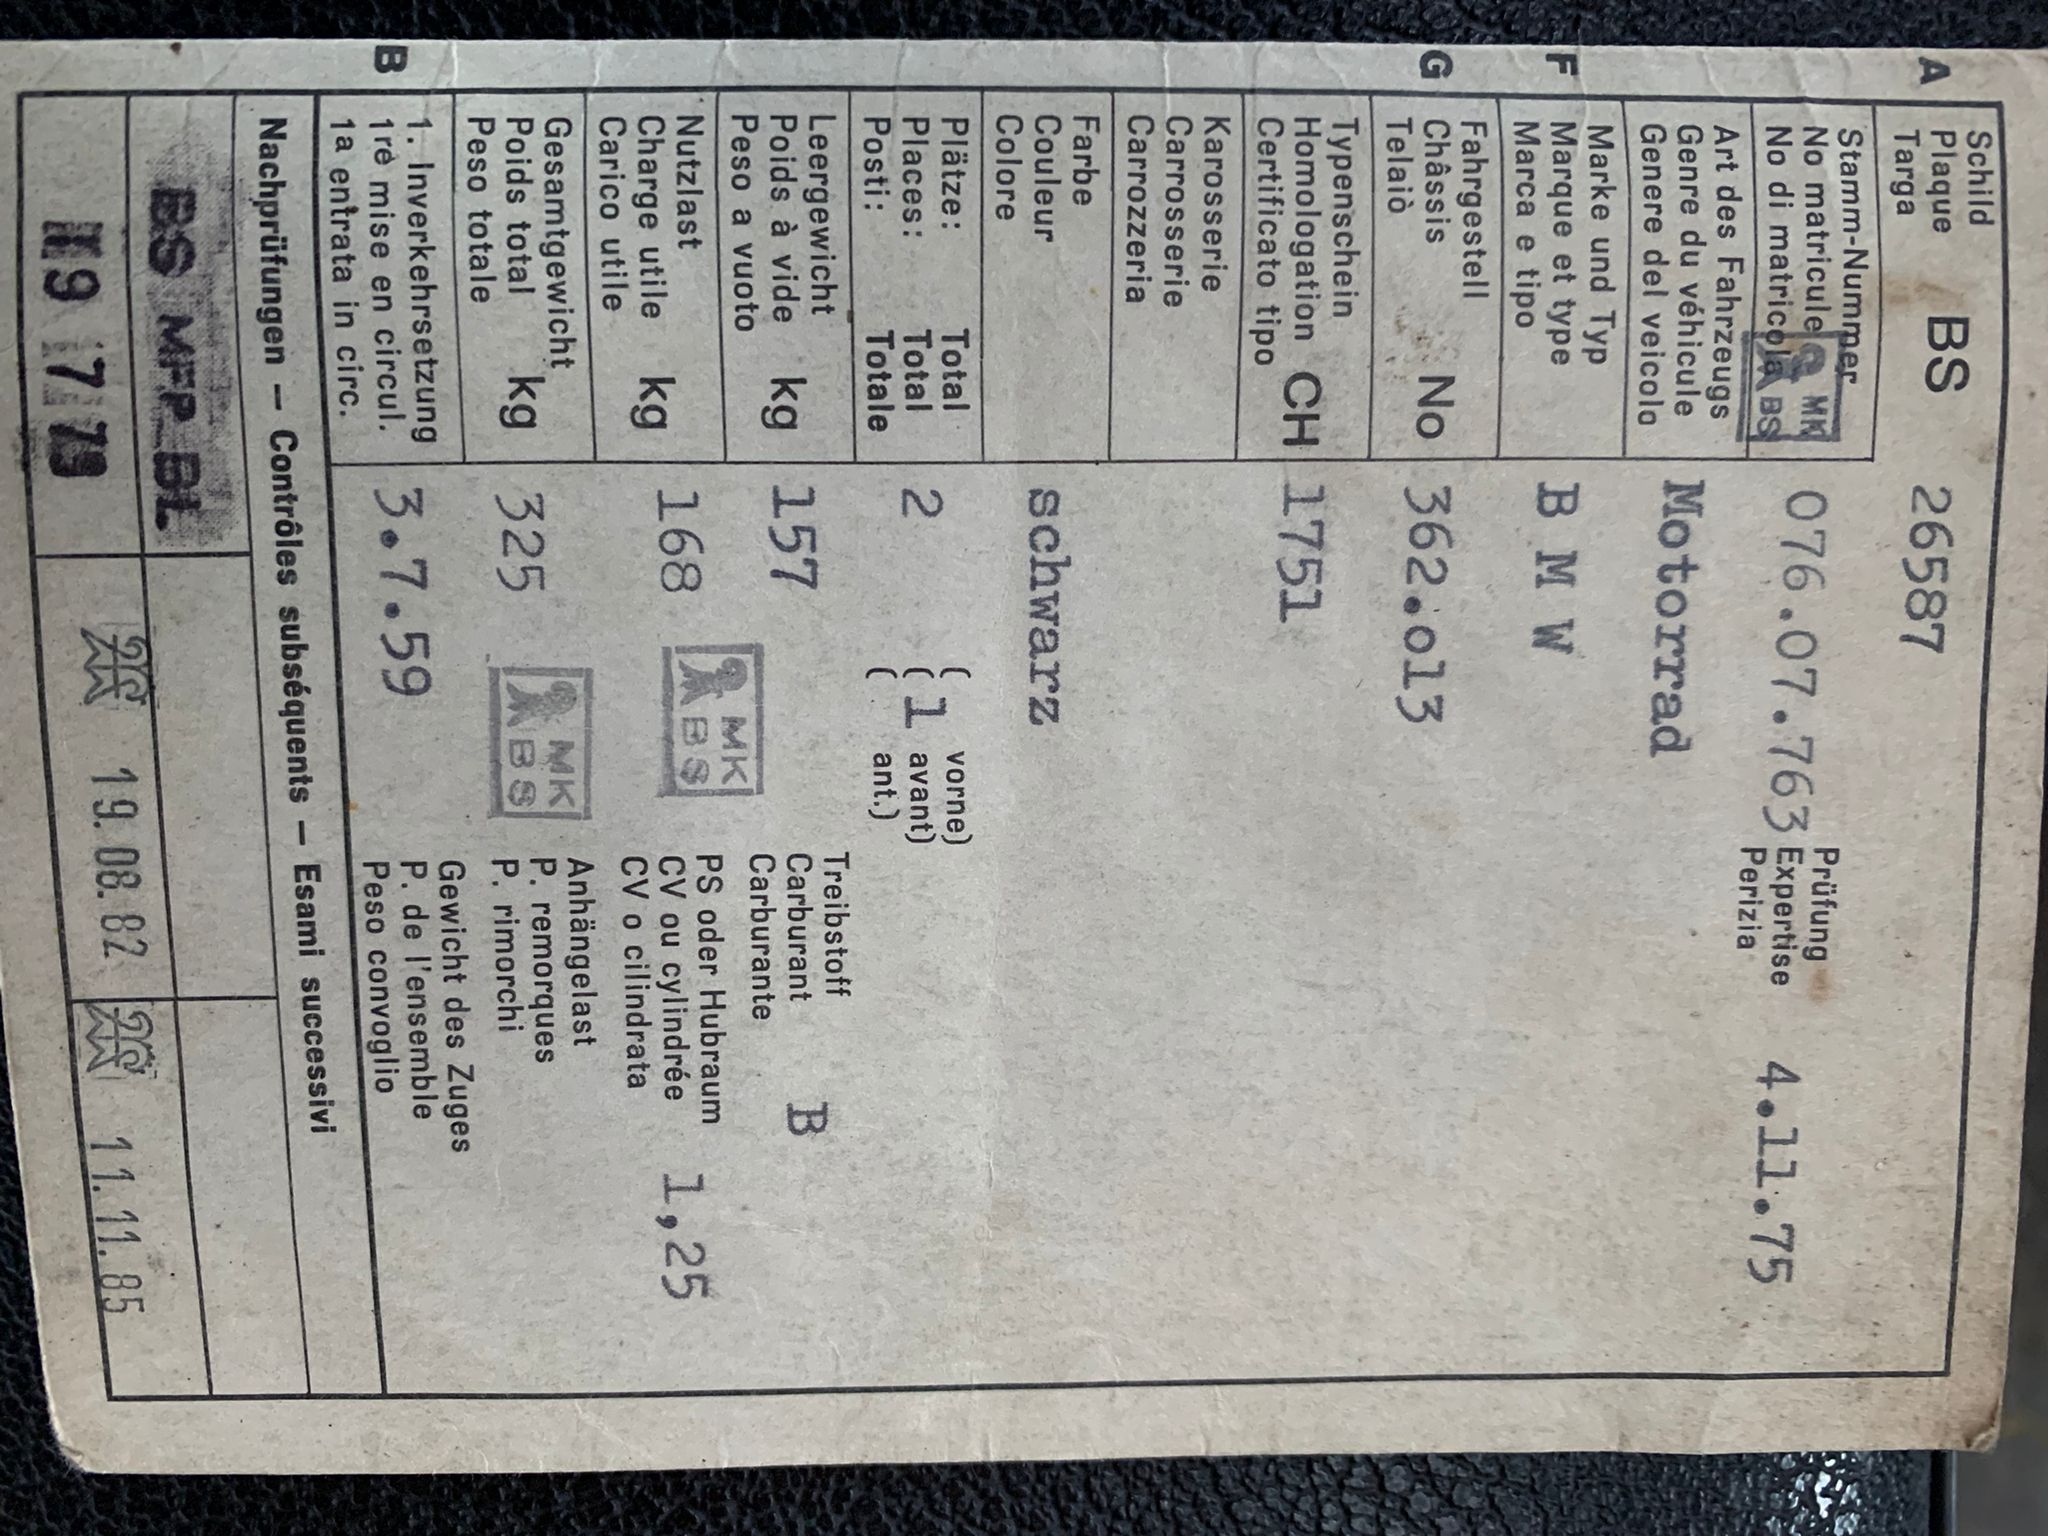 A
Schild
Plaque BS 26587
Targa
Stamm-Nummer
No matricule 076.07.763
No di matricola
MK
BS
Prüfung
Expertise 4.11.75
Perizia
Art des Fahrzeugs
Genre du véhicule Motorrad
Genere del veicolo
F
Marke und Typ
Marque et type B M W
Marca e tipo
G
Fahrgestell
Châssis No 362.o13
Telaiò
Typenschein
Homologation CH 1751
Certificato tipo
Karosserie
Carrosserie
Carrozzeria
Farbe
Couleur schwarz
Colore
Plätze: Total ( vorne)
Places: Total 2 ( 1 avant)
Posti: Totale ( ant.)
Leergewicht
Poids à vide kg 157
Peso a vuoto
Treibstoff
Carburant B
Carburante
Nutzlast
Charge utile kg 168
Carico utile
MK
BS
PS oder Hubraum
CV ou cylindrée 1,25
CV o cilindrata
Gesamtgewicht
Poids total kg 325
Peso totale
MK
BS
Anhängelast
P. remorques
P. rimorchi
B
1. Inverkehrsetzung
1rè mise en circul. 3.7.59
1a entrata in circ.
Gewicht des Zuges
P. de l'ensemble
Peso convoglio
Nachprüfungen – Contrôles subséquents – Esami successivi
BS MFP BL
19. 08. 82
11. 11. 85